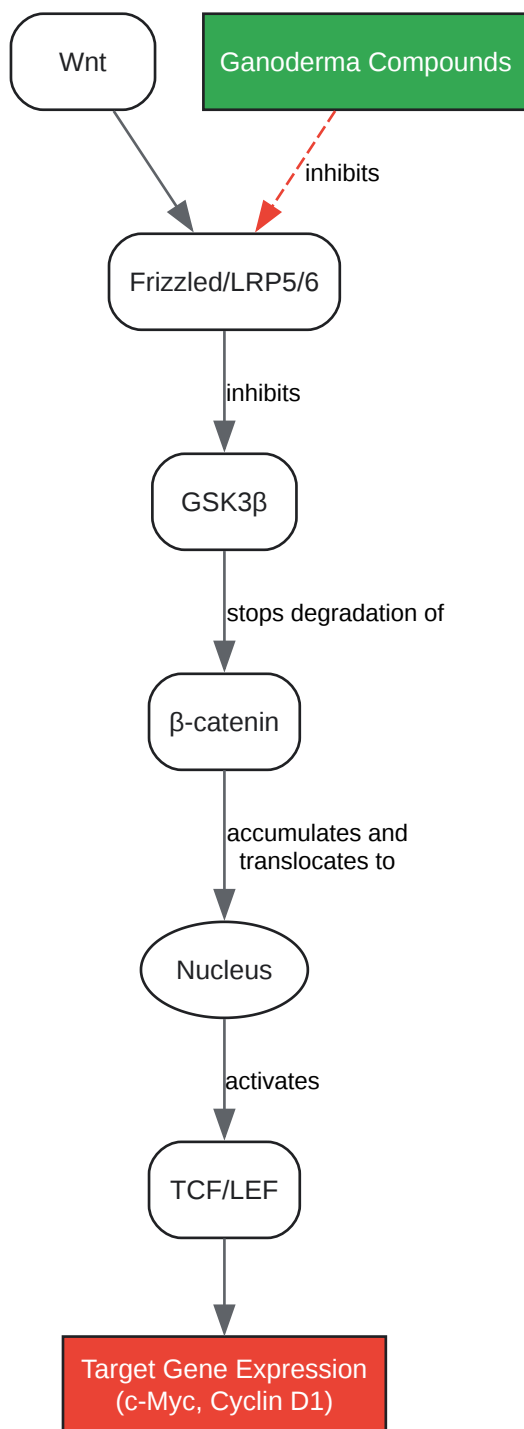 Wnt
Ganoderma Compounds
inhibits
Frizzled/LRP5/6
inhibits
GSK3β
stops degradation of
β-catenin
accumulates and
translocates to
Nucleus
activates
TCF/LEF
Target Gene Expression
(c-Myc, Cyclin D1)